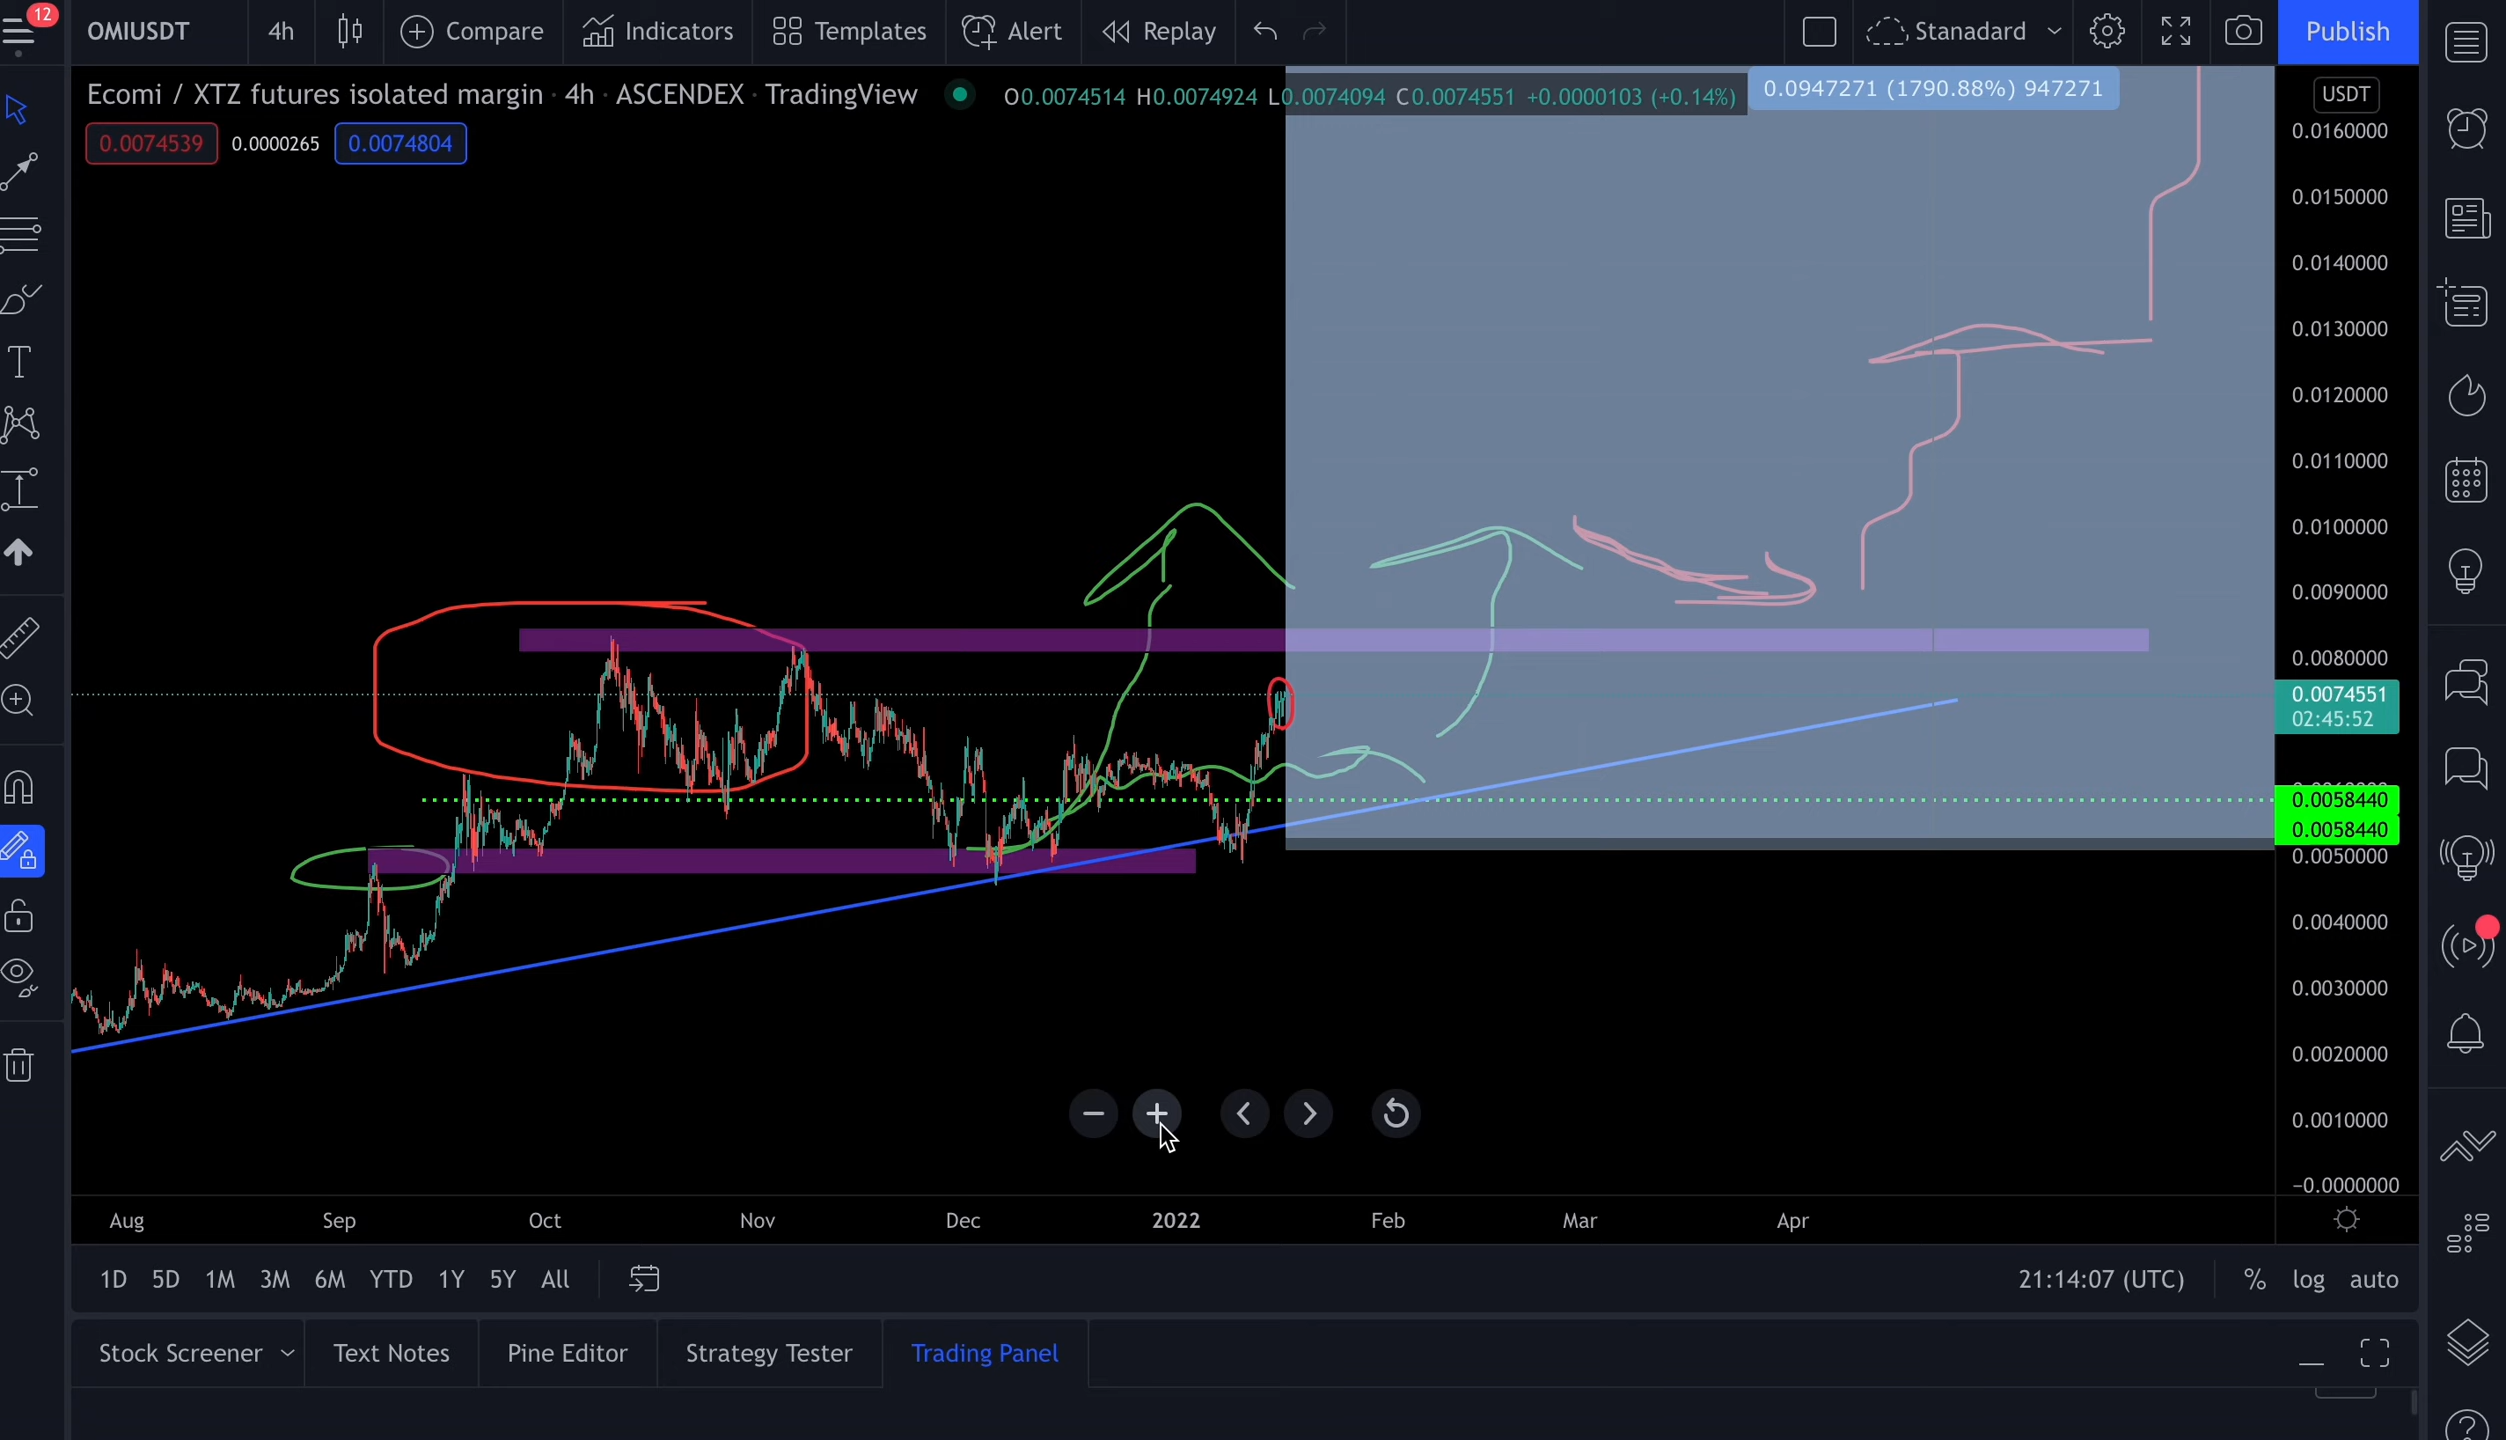 12
OMIUSDT 4h Compare Indicators Templates Alert Replay Stanadard Publish
Ecomi / XTZ futures isolated margin · 4h · ASCENDEX · TradingView O0.0074514 H0.0074924 L0.0074094 C0.0074551 +0.0000103 (+0.14%)
0.0947271 (1790.88%) 947271
USDT
0.0074539 0.0000265 0.0074804
0.0160000
0.0150000
0.0140000
0.0130000
0.0120000
0.0110000
0.0100000
0.0090000
0.0080000
0.0074551
02:45:52
0.0058440
0.0058440
0.0050000
0.0040000
0.0030000
0.0020000
0.0010000
−0.0000000
Aug Sep Oct Nov Dec 2022 Feb Mar Apr
1D 5D 1M 3M 6M YTD 1Y 5Y All 21:14:07 (UTC) % log auto
Stock Screener Text Notes Pine Editor Strategy Tester Trading Panel